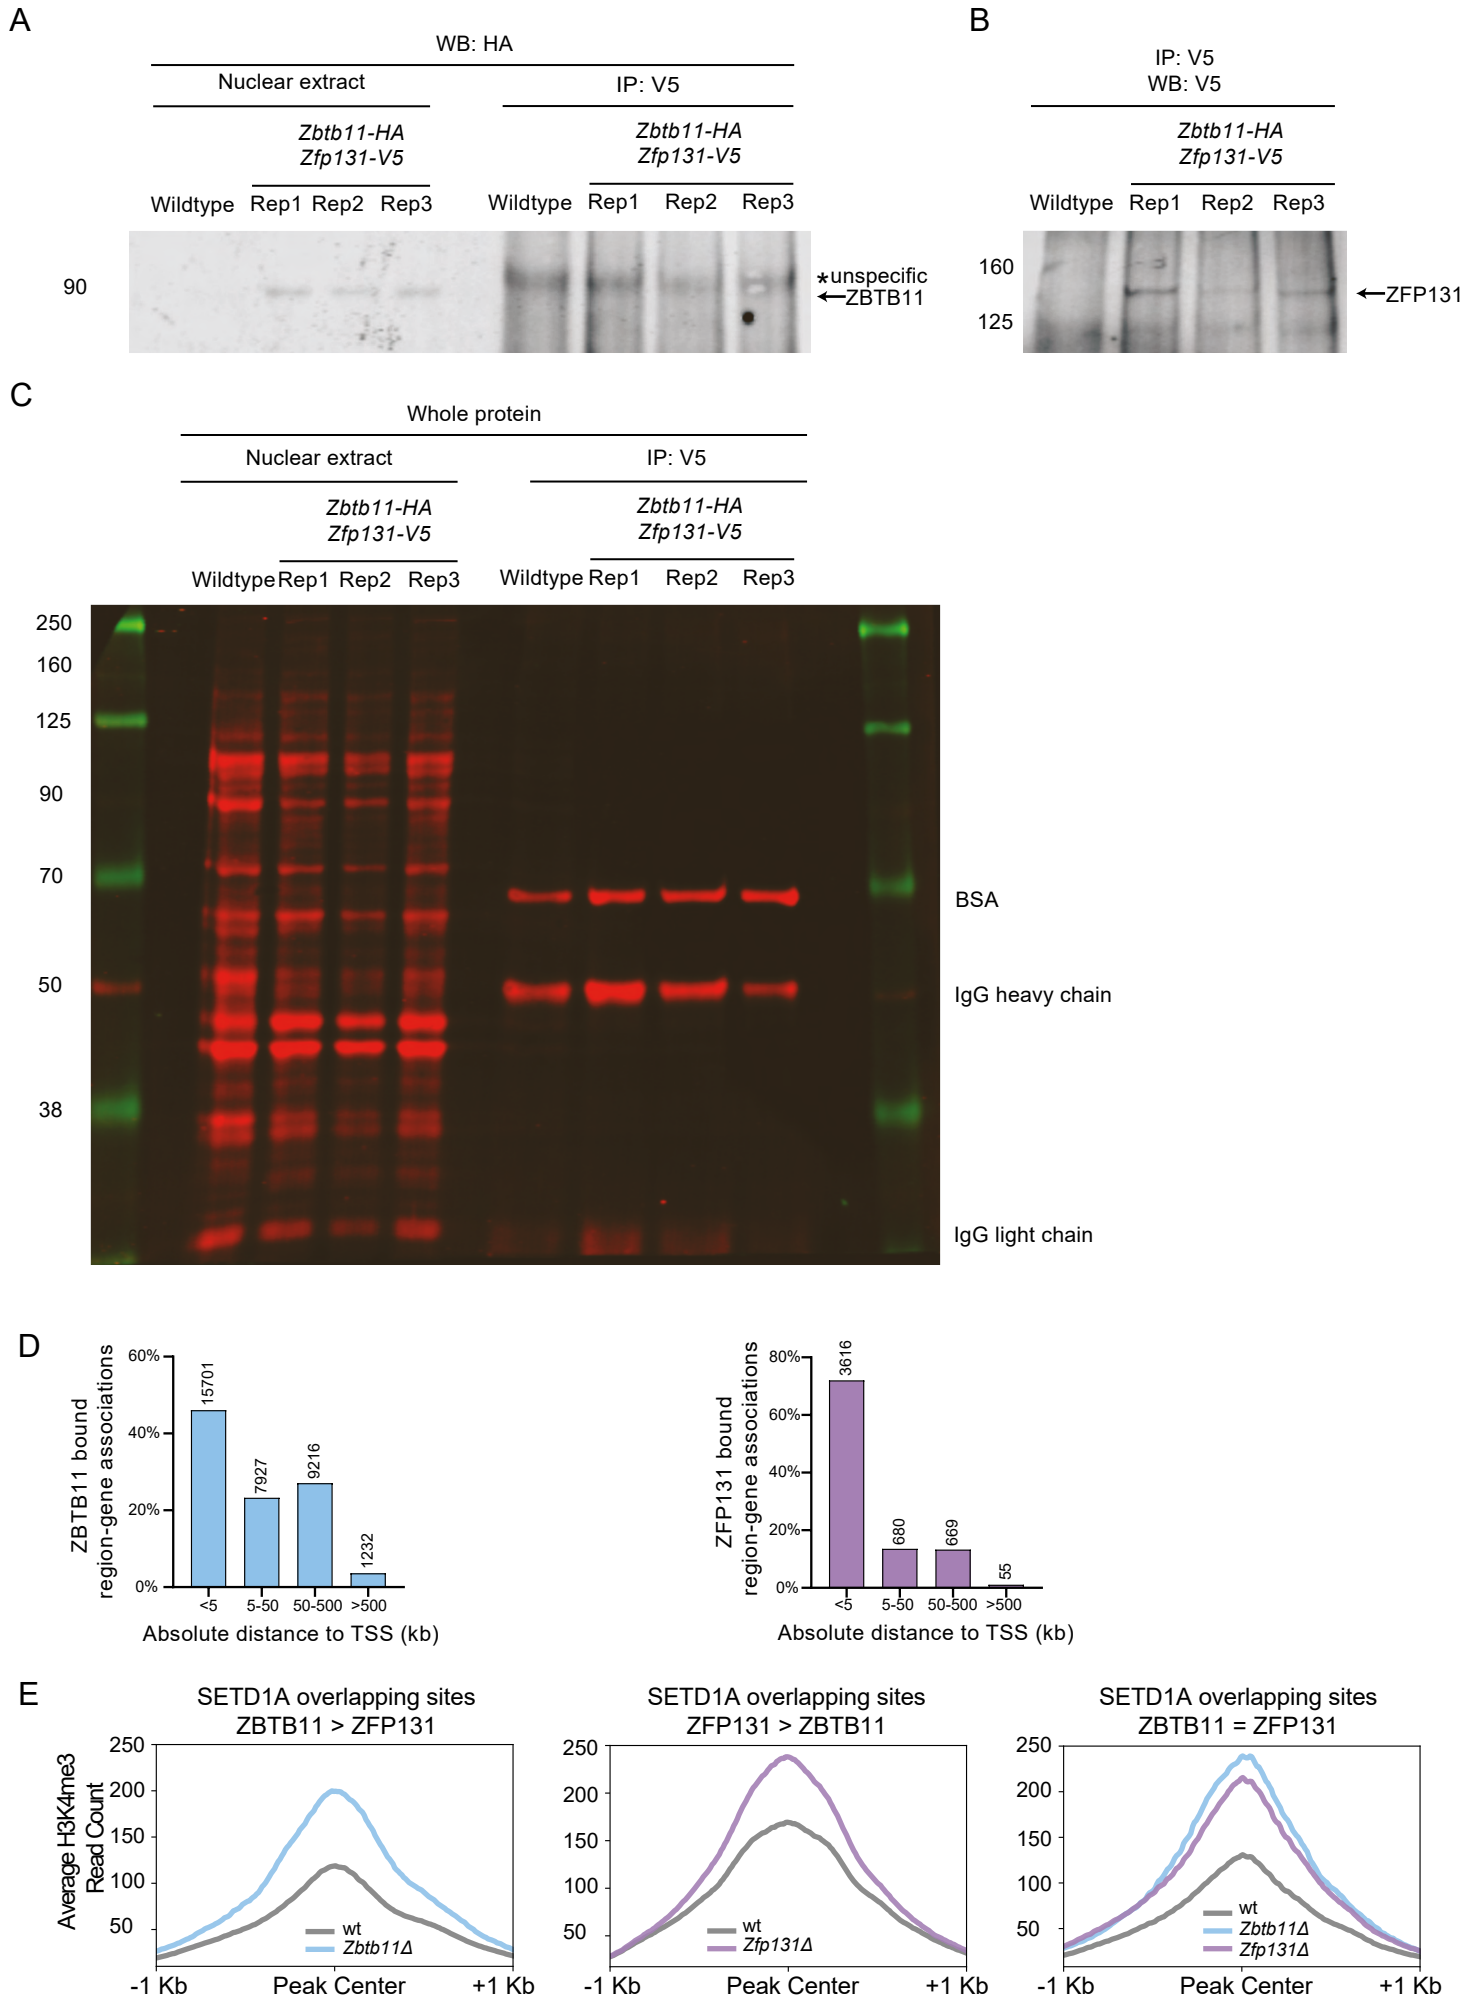 A
WB: HA
Nuclear extract
IP: V5
Zbtb11-HA
Zfp131-V5
Zbtb11-HA
Zfp131-V5
Wildtype Rep1 Rep2 Rep3
Wildtype Rep1 Rep2 Rep3
90
*unspecific
←ZBTB11
B
IP: V5
WB: V5
Zbtb11-HA
Zfp131-V5
Wildtype Rep1 Rep2 Rep3
160
125
←ZFP131
C
Whole protein
Nuclear extract
IP: V5
Zbtb11-HA
Zfp131-V5
Zbtb11-HA
Zfp131-V5
Wildtype Rep1 Rep2 Rep3
Wildtype Rep1 Rep2 Rep3
250
160
125
90
70
50
38
BSA
IgG heavy chain
IgG light chain
D
ZBTB11 bound
region-gene associations
60%
40%
20%
0%
15701
7927
9216
1232
<5 5-50 50-500 >500
Absolute distance to TSS (kb)
ZFP131 bound
region-gene associations
80%
60%
40%
20%
0%
3616
680
669
55
<5 5-50 50-500 >500
Absolute distance to TSS (kb)
E
SETD1A overlapping sites
ZBTB11 > ZFP131
Average H3K4me3
Read Count
250
200
150
100
50
wt
Zbtb11Δ
-1 Kb Peak Center +1 Kb
SETD1A overlapping sites
ZFP131 > ZBTB11
250
200
150
100
50
wt
Zfp131Δ
-1 Kb Peak Center +1 Kb
SETD1A overlapping sites
ZBTB11 = ZFP131
250
200
150
100
50
wt
Zbtb11Δ
Zfp131Δ
-1 Kb Peak Center +1 Kb